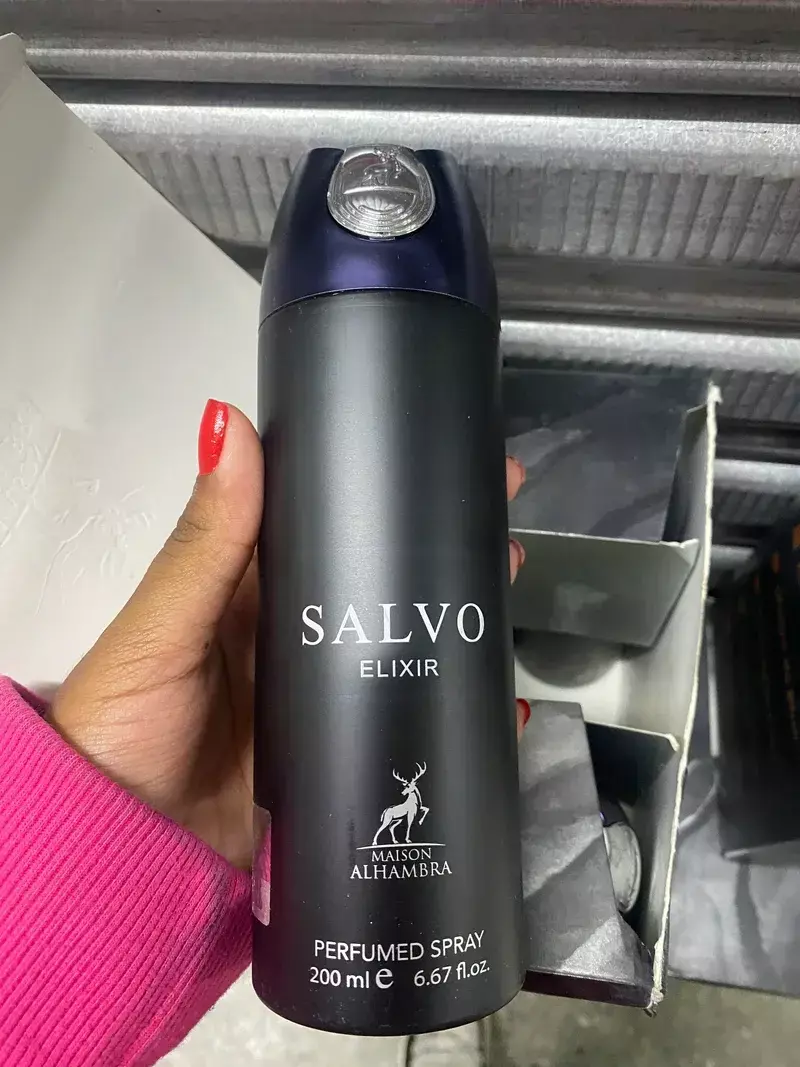 SALVO
ELIXIR
MAISON
ALHAMBRA
PERFUMED SPRAY
200 ml e 6.67 fl.oz.